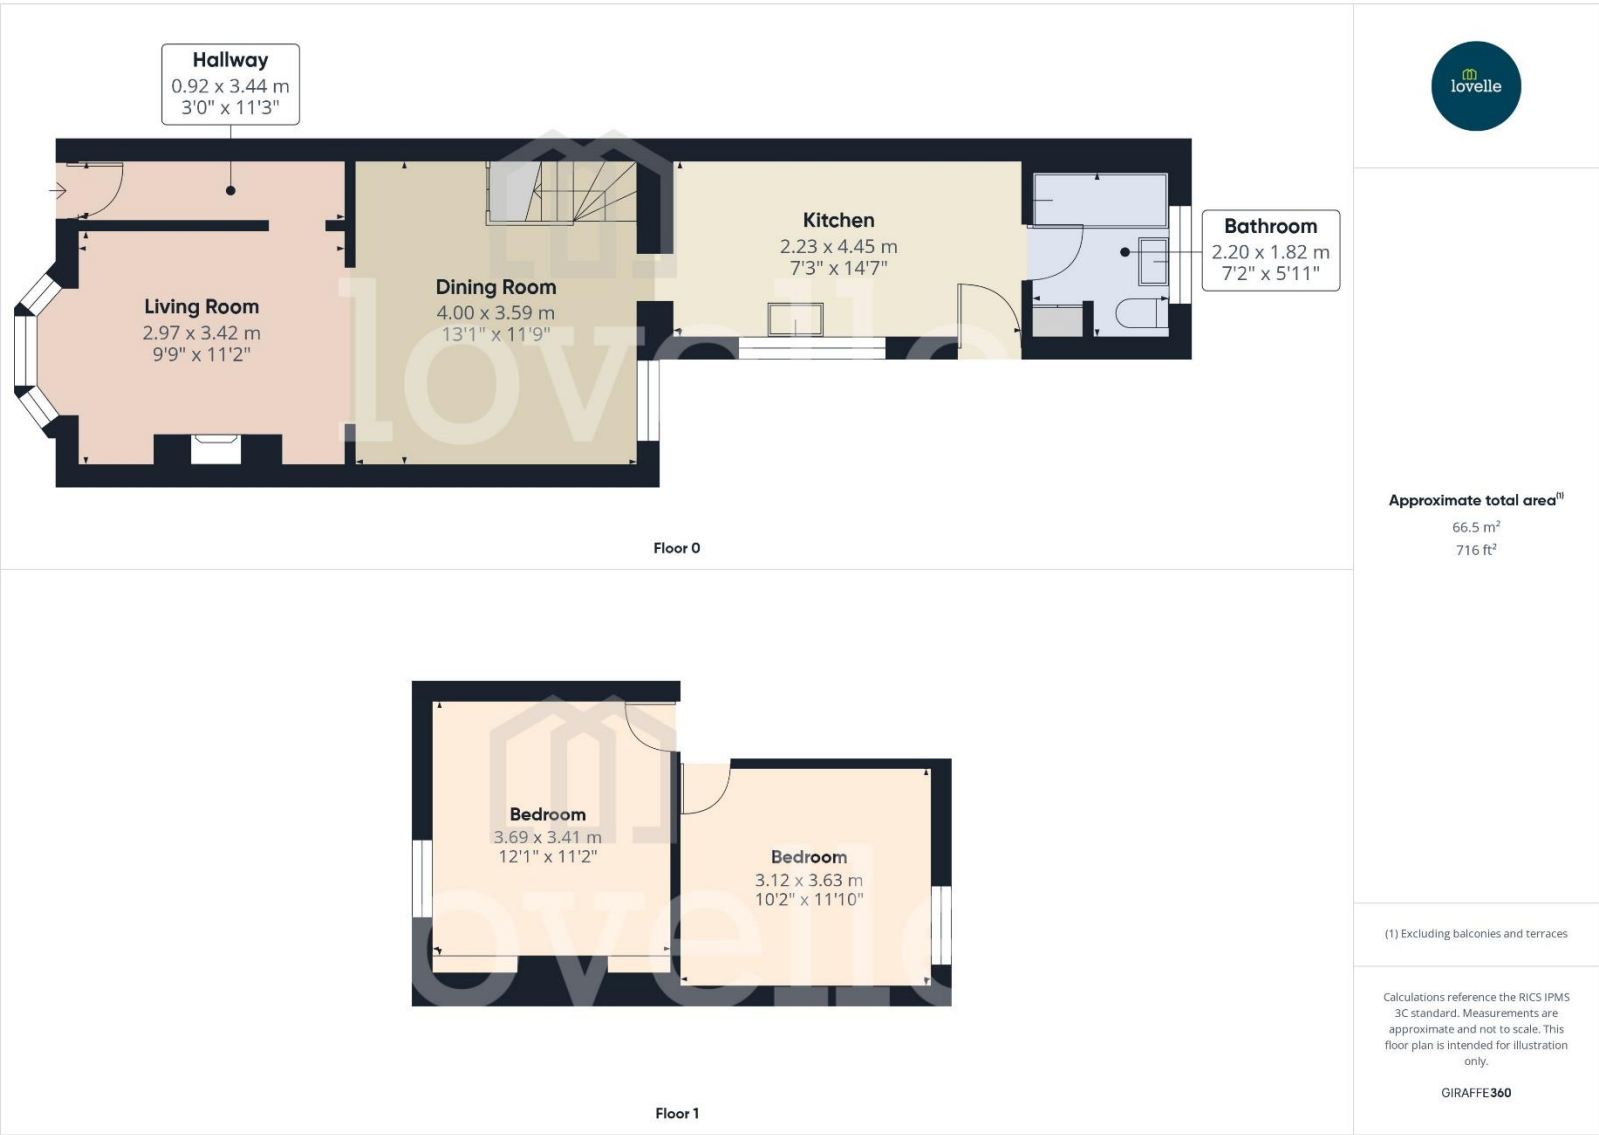 Hallway
0.92 x 3.44 m
3'0" x 11'3"
lovelle
Living Room
2.97 x 3.42 m
9'9" x 11'2"
Dining Room
4.00 x 3.59 m
13'1" x 11'9"
Kitchen
2.23 x 4.45 m
7'3" x 14'7"
Bathroom
2.20 x 1.82 m
7'2" x 5'11"
lovelle
Floor 0
Approximate total area(1)
66.5 m²
716 ft²
Bedroom
3.69 x 3.41 m
12'1" x 11'2"
Bedroom
3.12 x 3.63 m
10'2" x 11'10"
lovelle
Floor 1
(1) Excluding balconies and terraces
Calculations reference the RICS IPMS
3C standard. Measurements are
approximate and not to scale. This
floor plan is intended for illustration
only.
GIRAFFE360